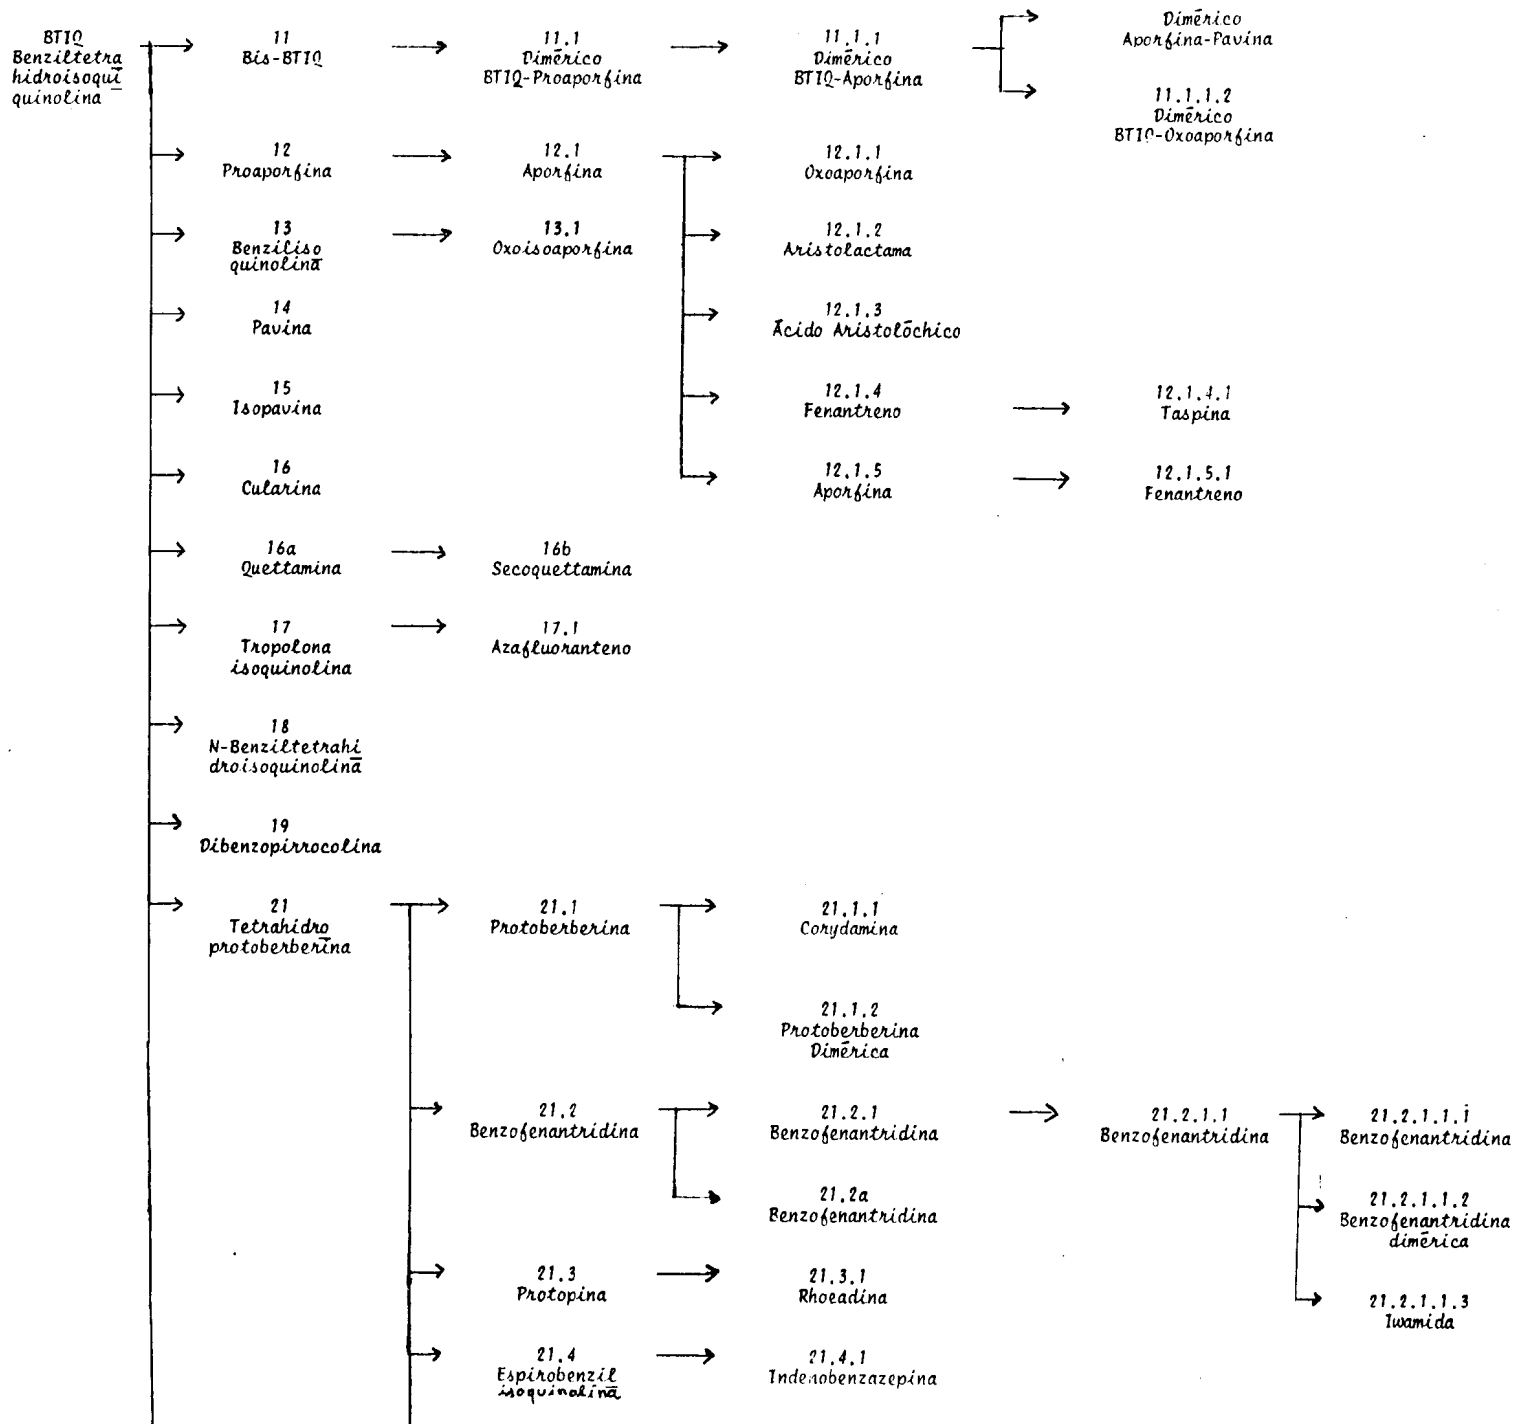 BTIQ
Benziltetra
hidroisoqui
quinolina
11
Bis-BTIQ
11.1
Dimérico
BTIQ-Proaporfina
11.1.1
Dimérico
BTIQ-Aporfina
Dimérico
Aporfina-Pavina
11.1.1.2
Dimérico
BTIQ-Oxoaporfina
12
Proaporfina
12.1
Aporfina
12.1.1
Oxoaporfina
13
Benziliso
quinolina
13.1
Oxoisoaporfina
12.1.2
Aristolactama
14
Pavina
12.1.3
Ácido Aristolóchico
15
Isopavina
12.1.4
Fenantreno
12.1.4.1
Taspina
16
Cularina
12.1.5
Aporfina
12.1.5.1
Fenantreno
16a
Quettamina
16b
Secoquettamina
17
Tropolona
isoquinolina
17.1
Azafluoranteno
18
N-Benziltetrahi
droisoquinolina
19
Dibenzopirrocolina
21
Tetrahidro
protoberberina
21.1
Protoberberina
21.1.1
Corydamina
21.1.2
Protoberberina
Dimérica
21.2
Benzofenantridina
21.2.1
Benzofenantridina
21.2.1.1
Benzofenantridina
21.2.1.1.1
Benzofenantridina
21.2a
Benzofenantridina
21.2.1.1.2
Benzofenantridina
dimérica
21.3
Protopina
21.3.1
Rhoeadina
21.2.1.1.3
Iwamida
21.4
Espirobenzil
isoquinolina
21.4.1
Indenobenzazepina